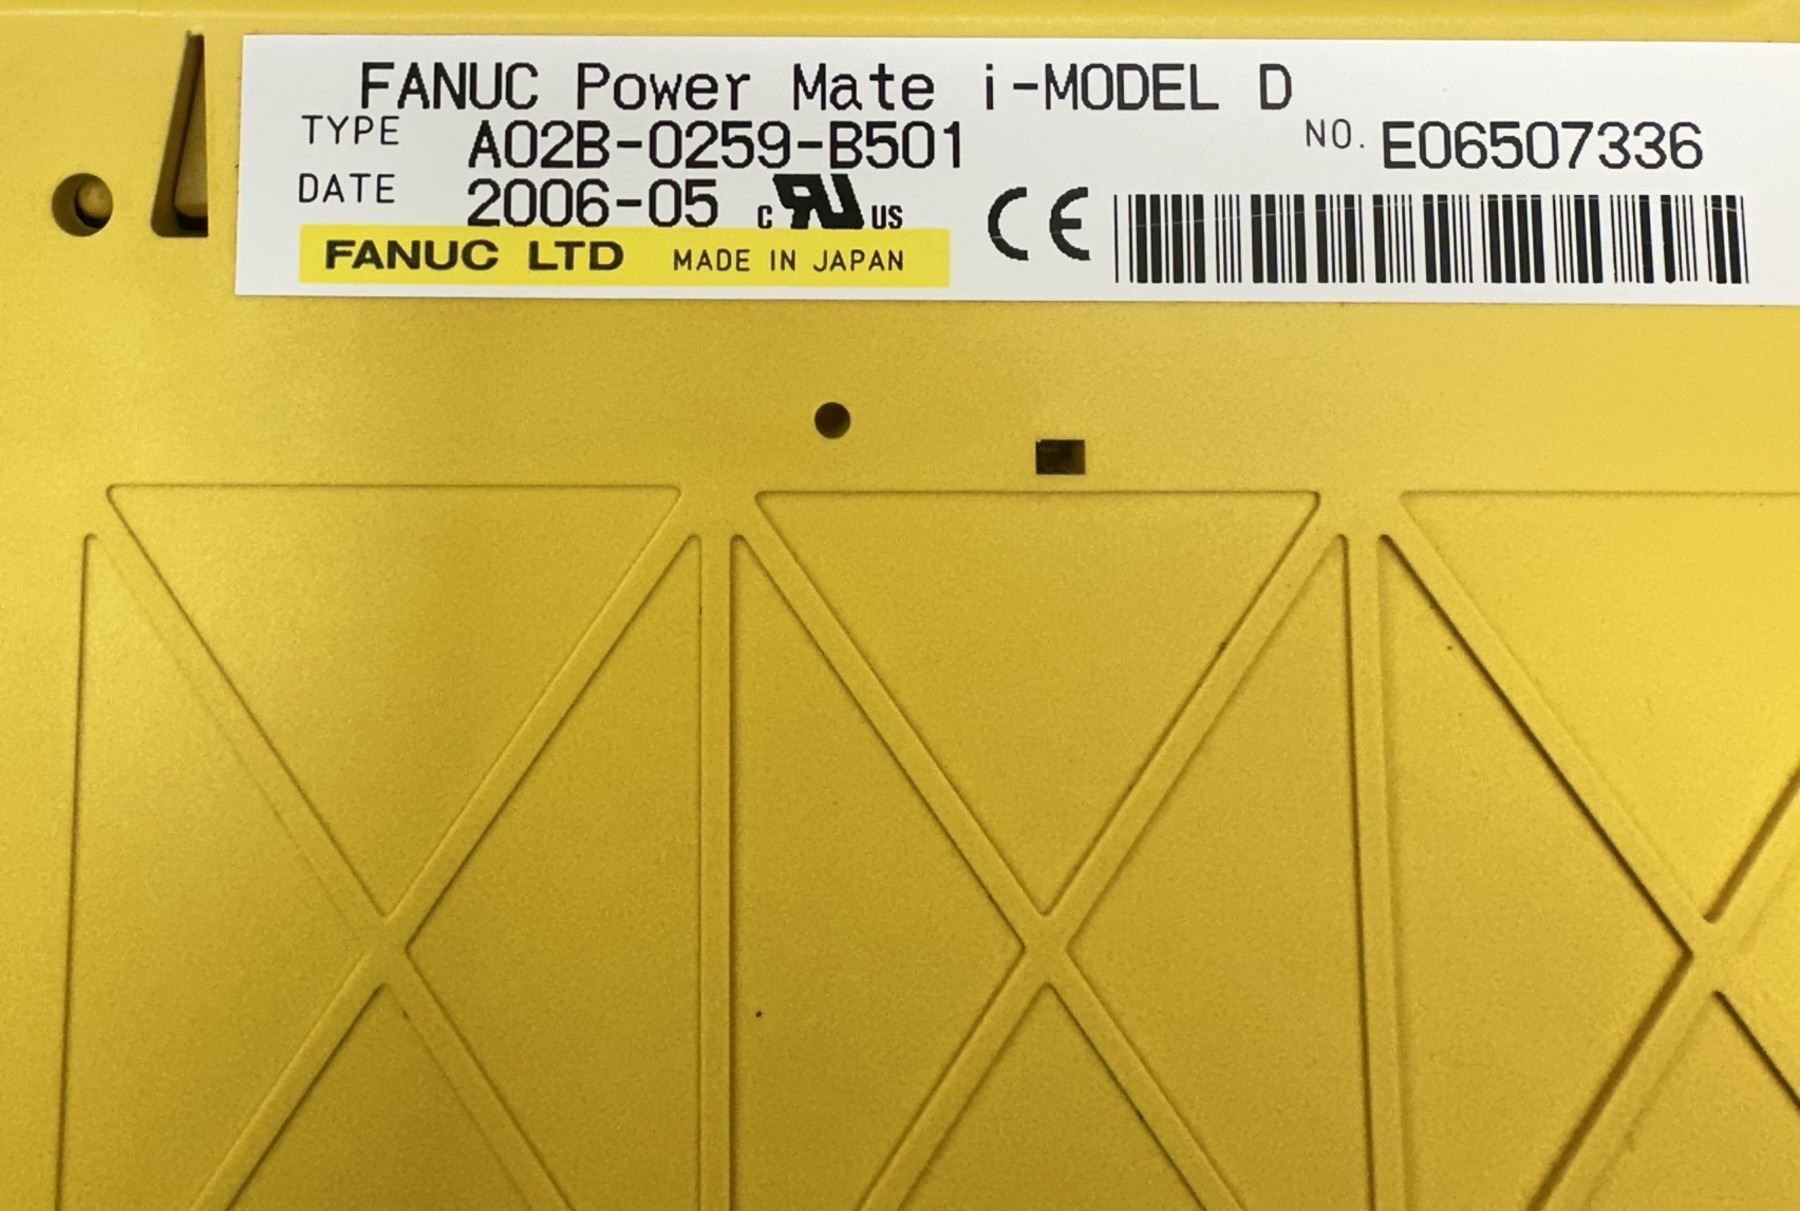 FANUC Power Mate i-MODEL D
TYPE A02B-0259-B501 NO. E06507336
DATE 2006-05 c RU US CE
FANUC LTD MADE IN JAPAN